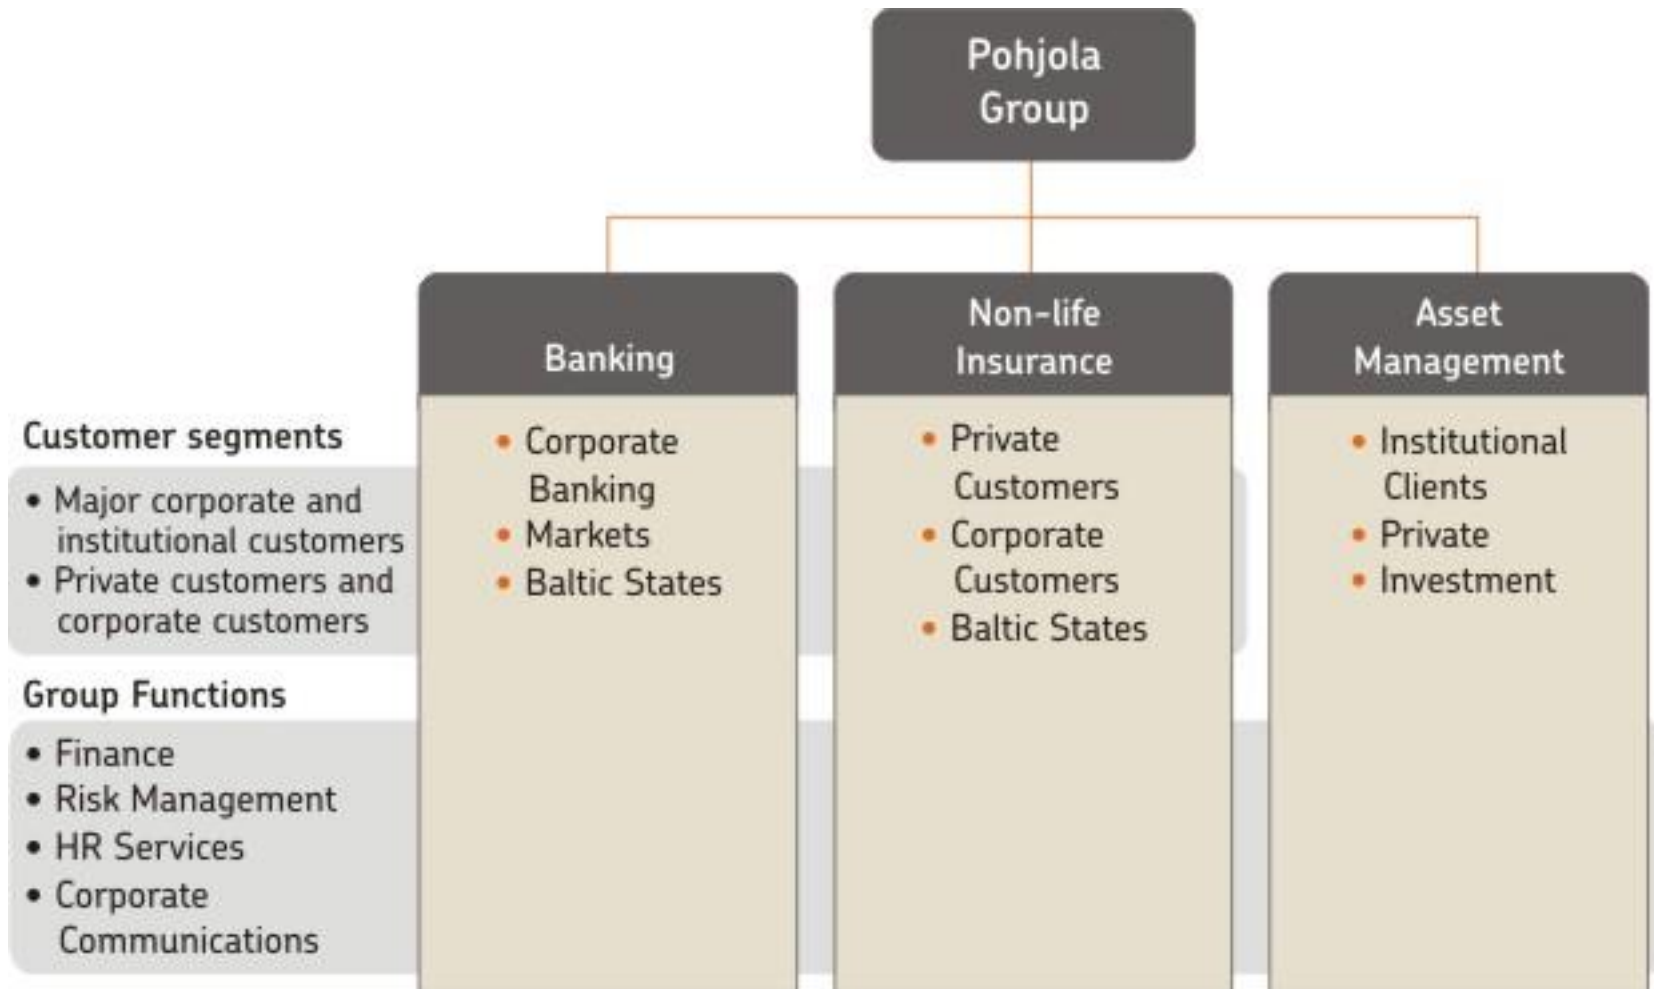 Pohjola
Group
Banking
Non-life
Insurance
Asset
Management
Customer segments
• Major corporate and
institutional customers
• Private customers and
corporate customers
• Corporate
Banking
• Markets
• Baltic States
• Private
Customers
• Corporate
Customers
• Baltic States
• Institutional
Clients
• Private
• Investment
Group Functions
• Finance
• Risk Management
• HR Services
• Corporate
Communications